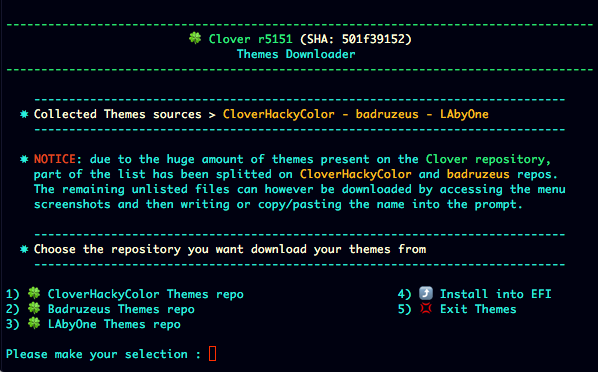 Clover r5151 (SHA: 501f39152)
Themes Downloader
Collected Themes sources > CloverHackyColor - badruzeus - LAbyOne
NOTICE: due to the huge amount of themes present on the Clover repository,
part of the list has been splitted on CloverHackyColor and badruzeus repos.
The remaining unlisted files can however be downloaded by accessing the menu
screenshots and then writing or copy/pasting the name into the prompt.
Choose the repository you want download your themes from
1) 🍀 CloverHackyColor Themes repo
4) ⤴️ Install into EFI
2) 🍀 Badruzeus Themes repo
5) 💢 Exit Themes
3) 🍀 LAbyOne Themes repo
Please make your selection :